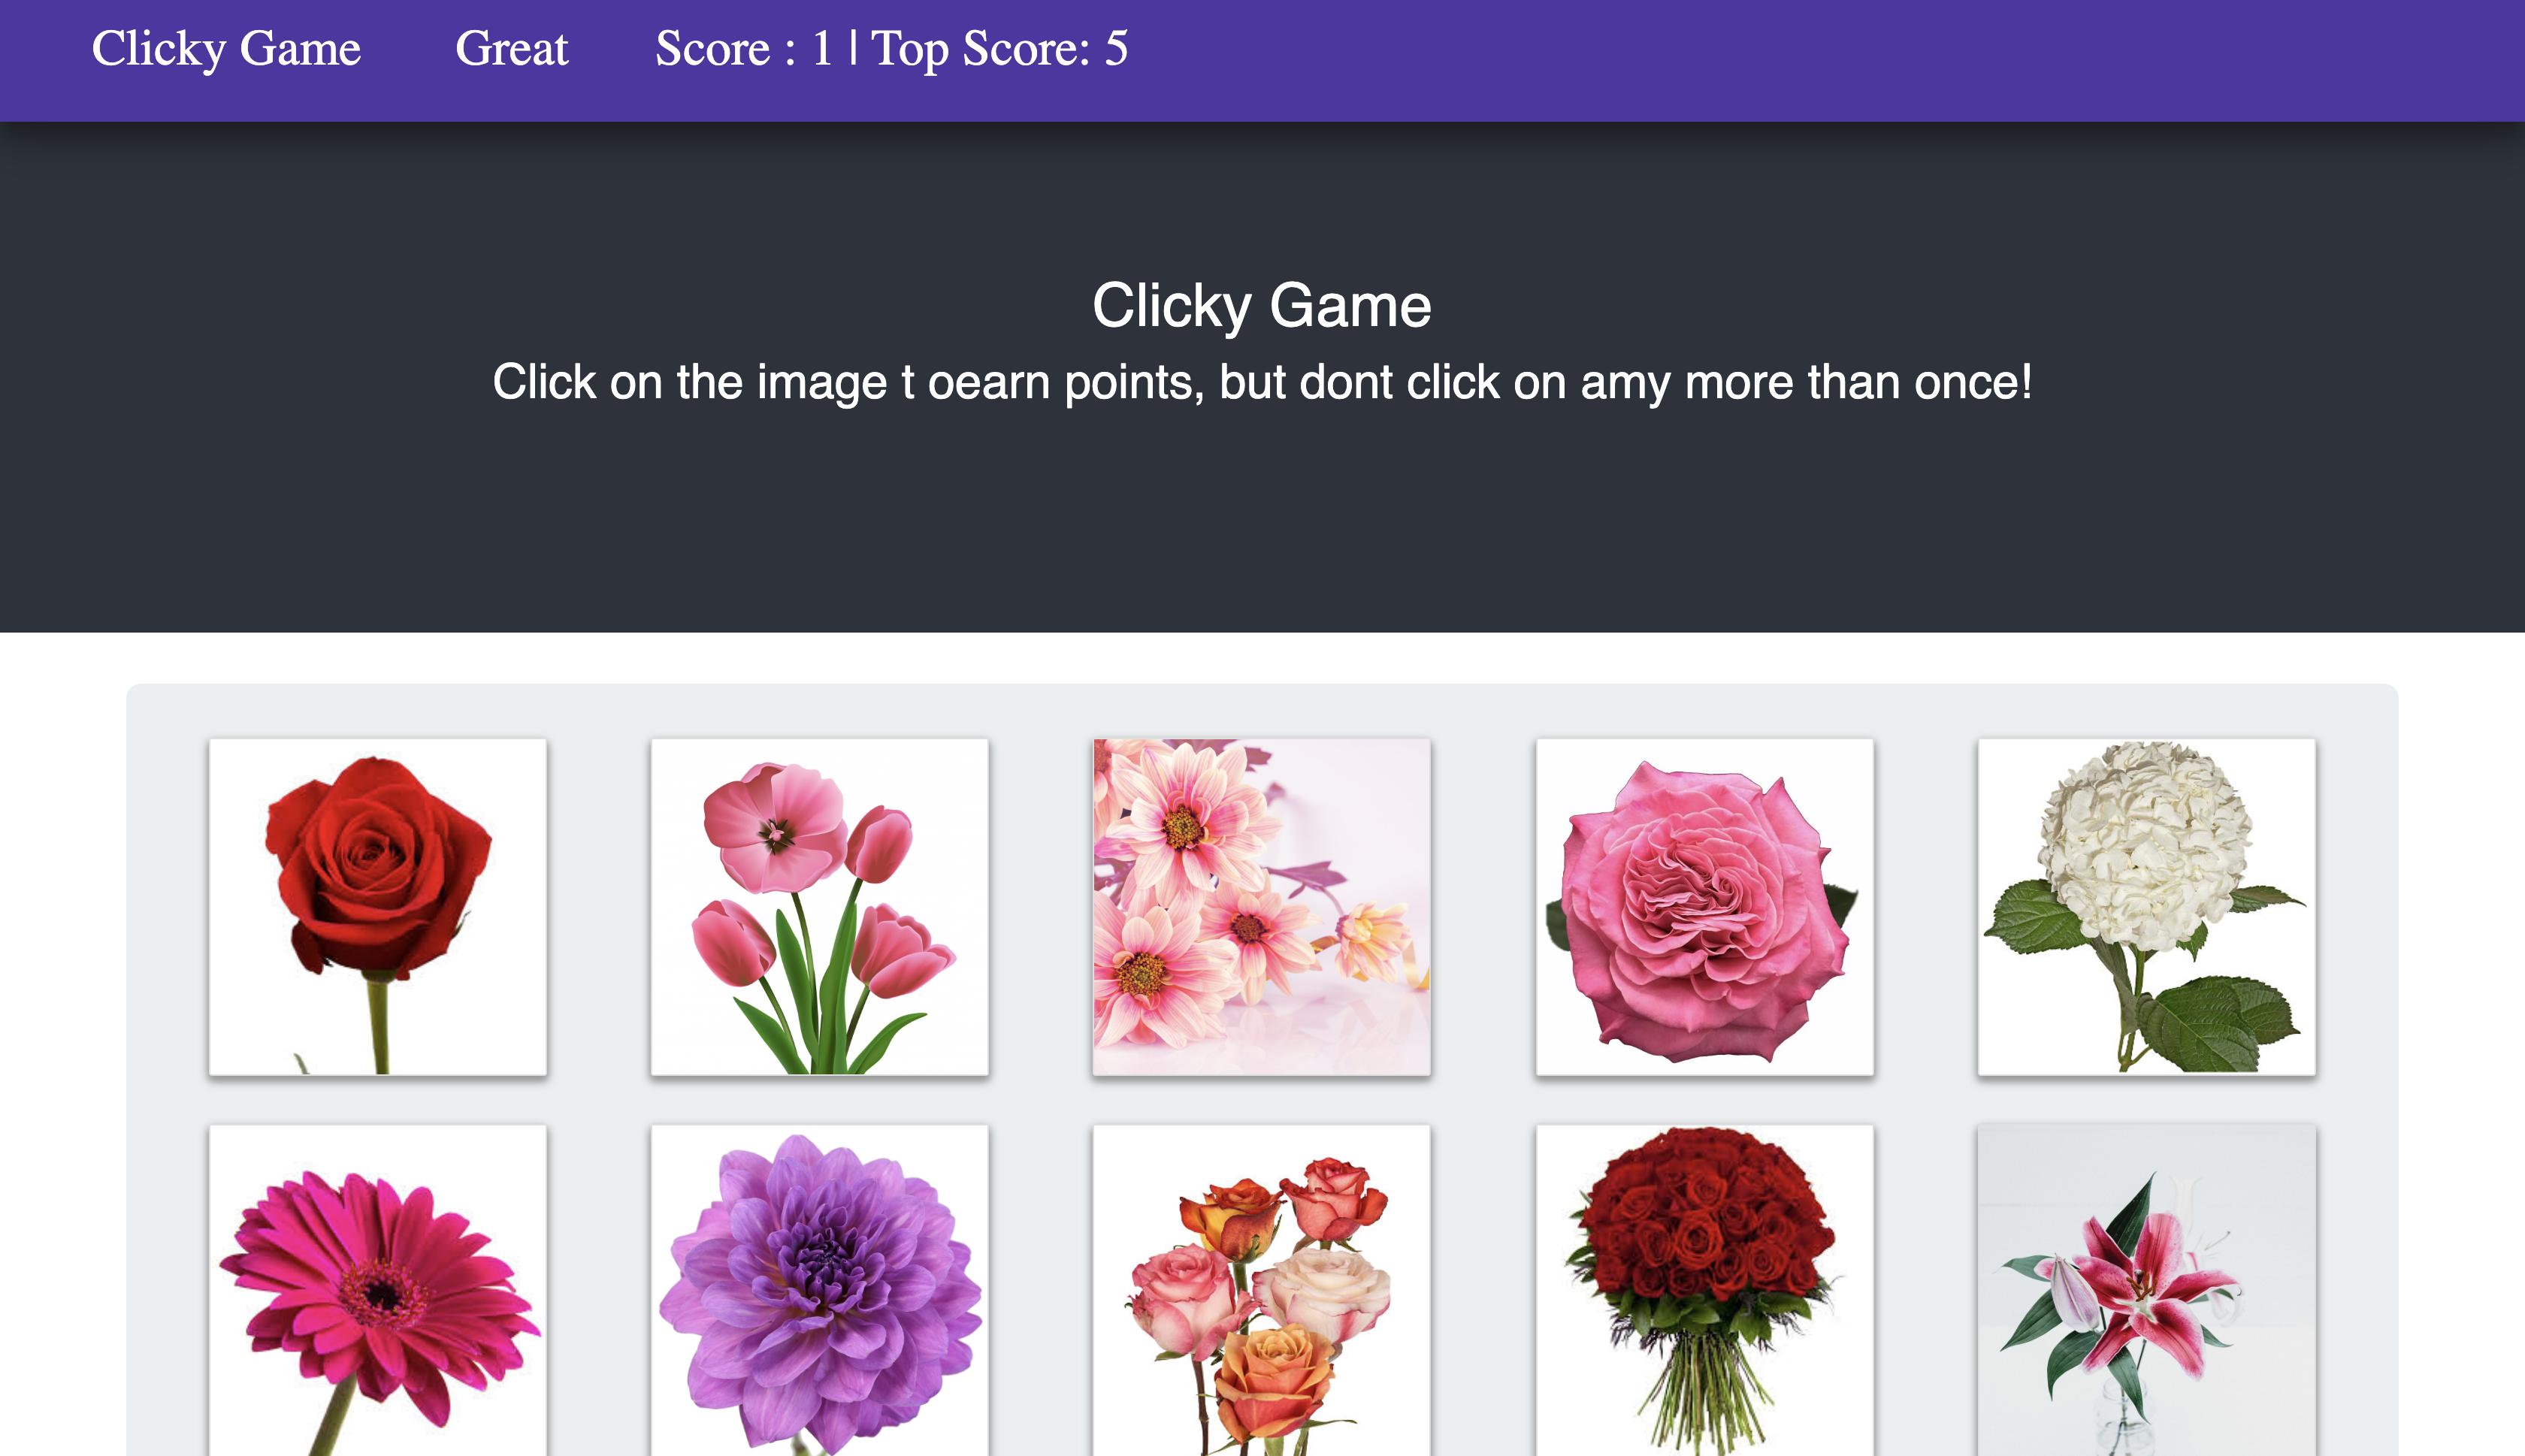 Clicky Game Great Score : 1 | Top Score: 5
Clicky Game
Click on the image t oearn points, but dont click on amy more than once!